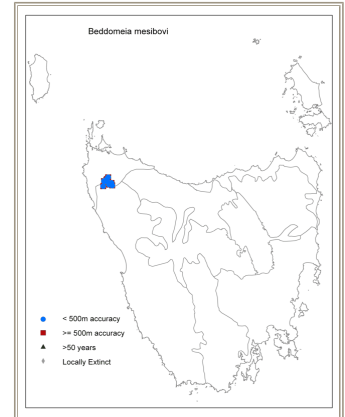 Beddomeia mesibovi
< 500m accuracy
>= 500m accuracy
>50 years
Locally Extinct